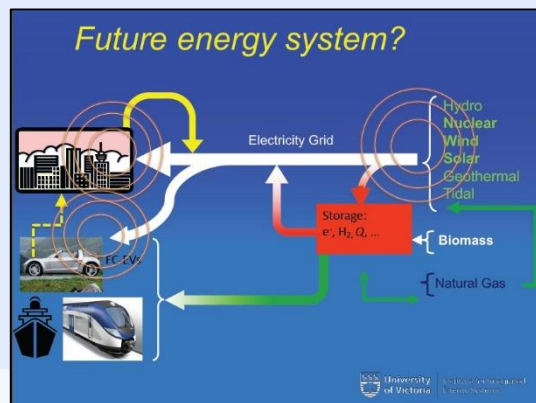 Future energy system?
Electricity Grid
Hydro
Nuclear
Wind
Solar
Geothermal
Tidal
Storage:
e⁻, H₂, Q, ...
Biomass
FC EVs
Natural Gas
University
of Victoria